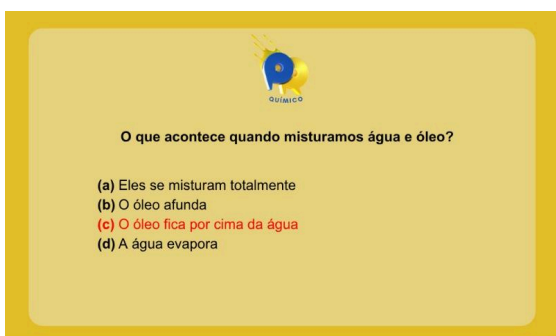 QUÍMICO
O que acontece quando misturamos água e óleo?
(a) Eles se misturam totalmente
(b) O óleo afunda
(c) O óleo fica por cima da água
(d) A água evapora